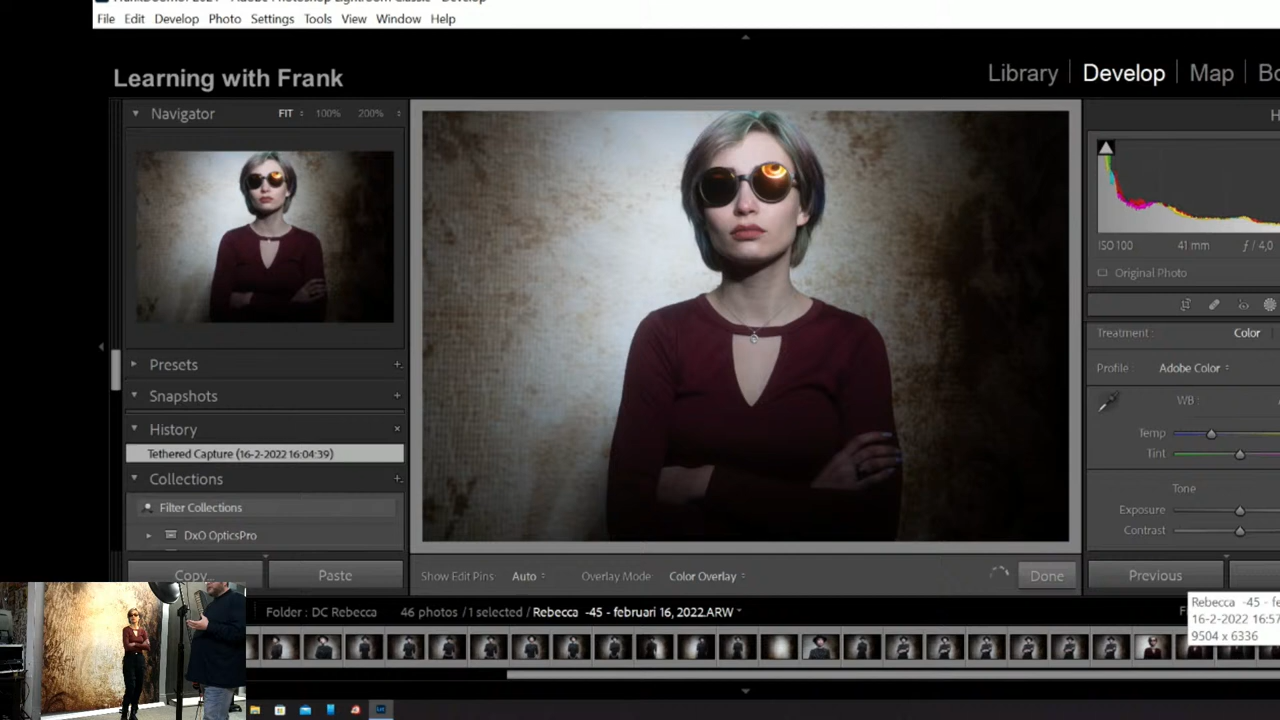 File Edit Develop Photo Settings Tools View Window Help
Learning with Frank
Library | Develop | Map |
Navigator FIT 100% 200%
ISO 100 41 mm f / 4,0
Original Photo
Treatment : Color
Profile : Adobe Color
WB :
Temp
Tint
Tone
Exposure
Contrast
Presets
Snapshots
History
Tethered Capture (16-2-2022 16:04:39)
Collections
Filter Collections
DxO OpticsPro
Copy... Paste
Show Edit Pins Auto Overlay Mode: Color Overlay Done
Previous
Folder : DC Rebecca 46 photos / 1 selected / Rebecca -45 - februari 16, 2022.ARW
Rebecca -45 - fe
16-2-2022 16:57
9504 x 6336